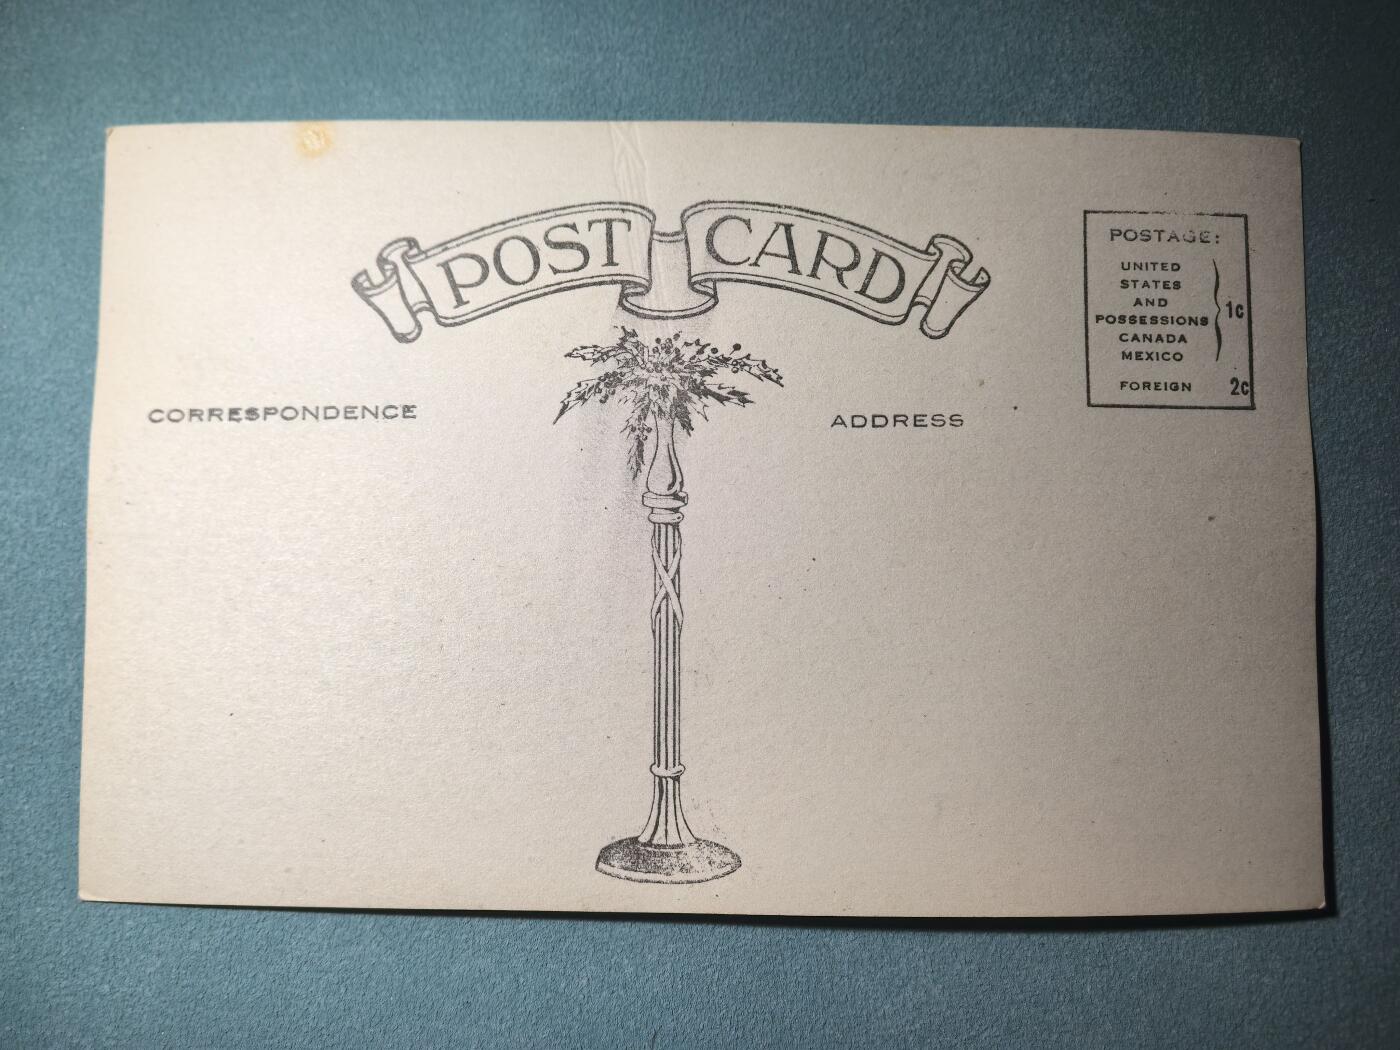 POST CARD
POSTAGE:
UNITED
STATES
AND
POSSESSIONS
CANADA
MEXICO
1c
FOREIGN 2c
CORRESPONDENCE
ADDRESS